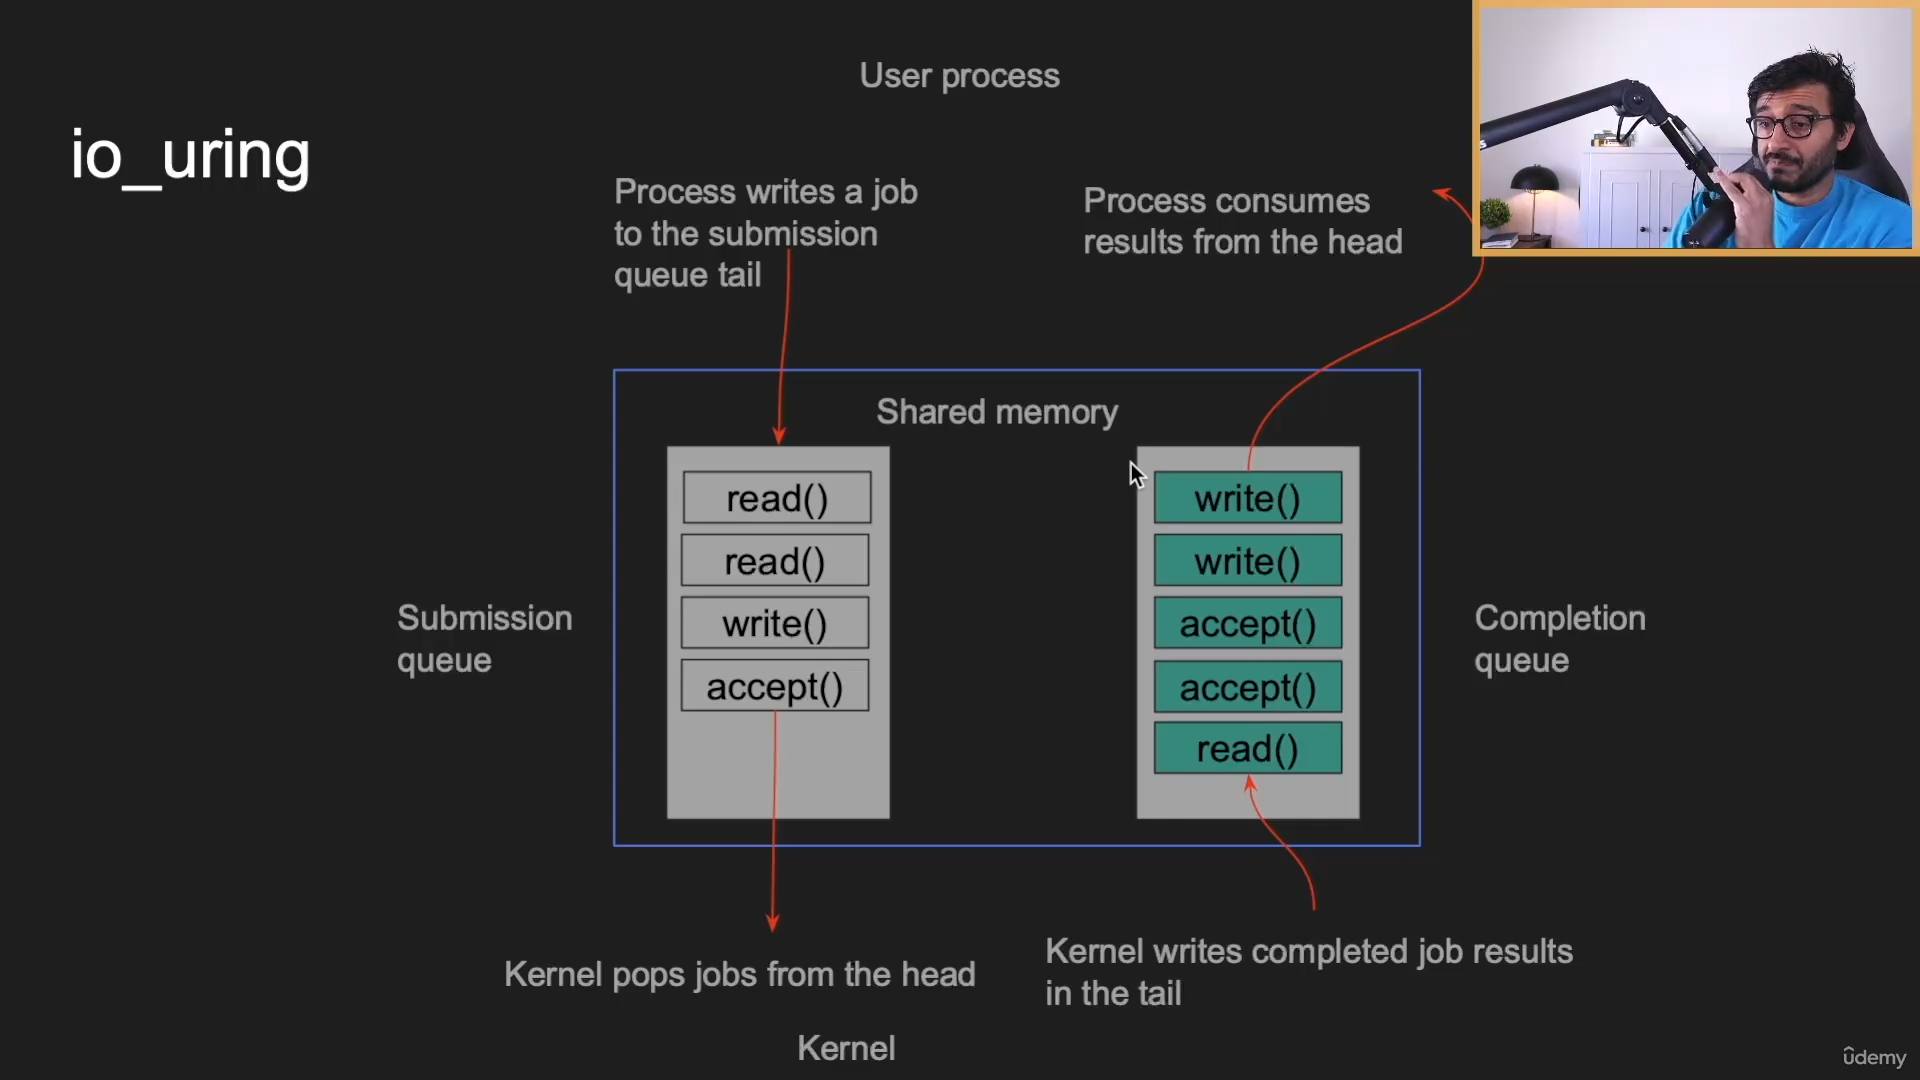 User process
io_uring
Process writes a job
to the submission
queue tail
Process consumes
results from the head
Shared memory
read()
read()
write()
accept()
write()
write()
accept()
accept()
read()
Submission
queue
Completion
queue
Kernel pops jobs from the head
Kernel writes completed job results
in the tail
Kernel
ûdemy